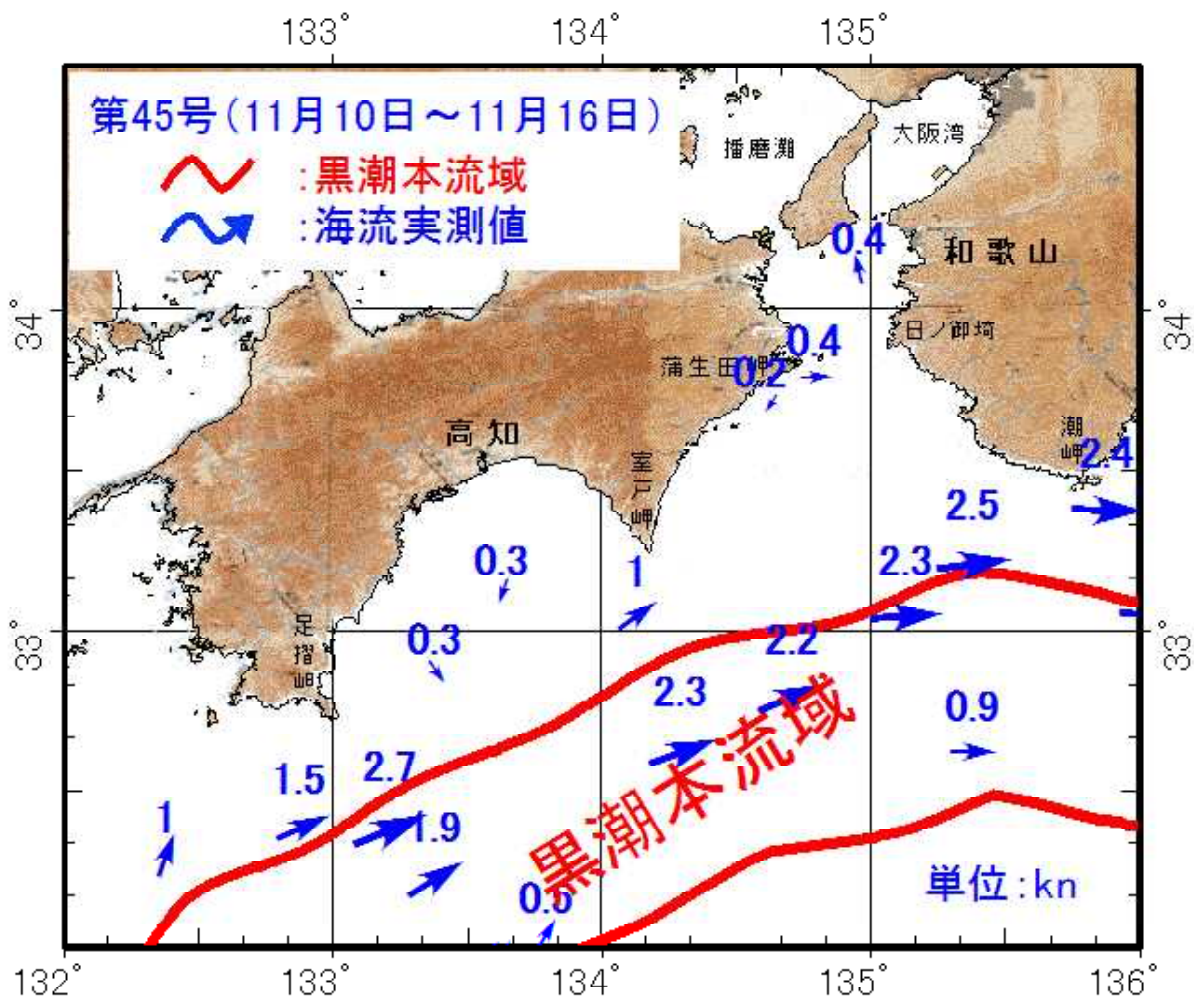 133° 134° 135°
第45号(11月10日～11月16日)
:黒潮本流域
:海流実測値
播磨灘
大阪湾
0.4
和歌山
34° 34°
日ノ御埼
0.4
蒲生田岬
0.2
高知
潮岬
2.4
室戸岬
2.5
0.3
1
2.3
33° 33°
足摺岬
0.3
2.2
2.3
0.9
1.5
2.7
1
1.9
黒潮本流域
単位:kn
132° 133° 134° 135° 136°